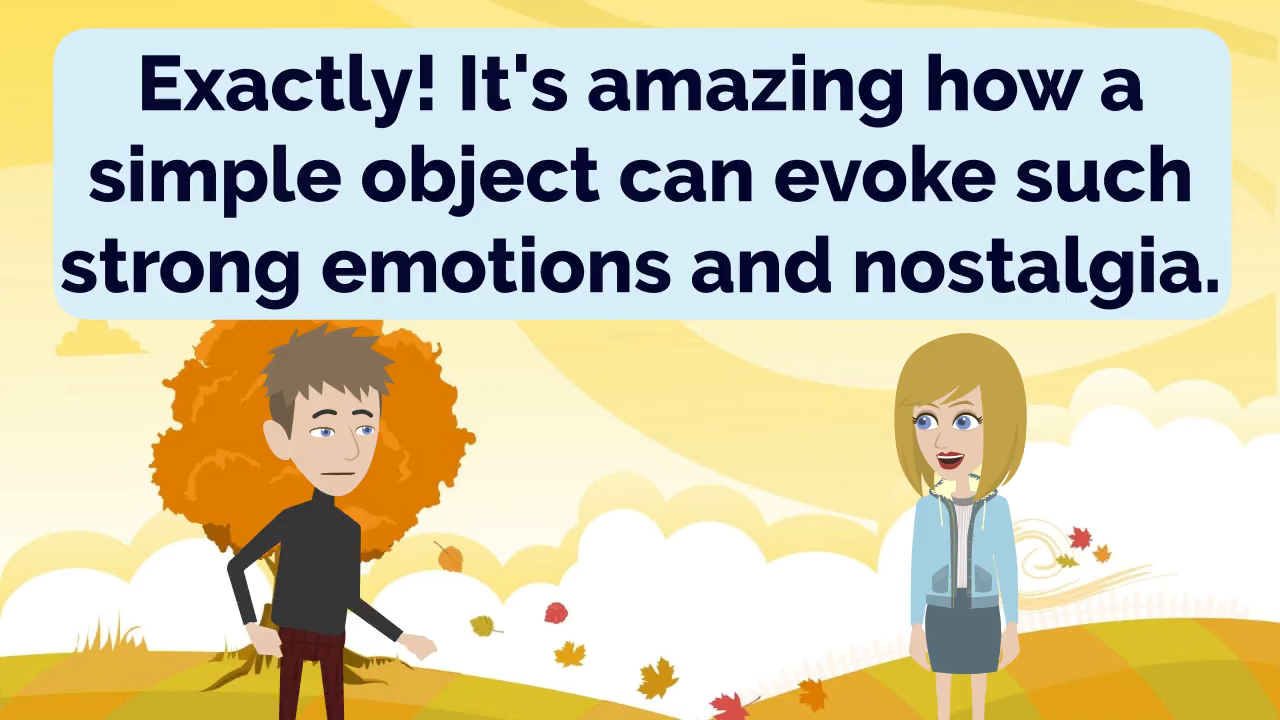 Exactly! It's amazing how a
simple object can evoke such
strong emotions and nostalgia.